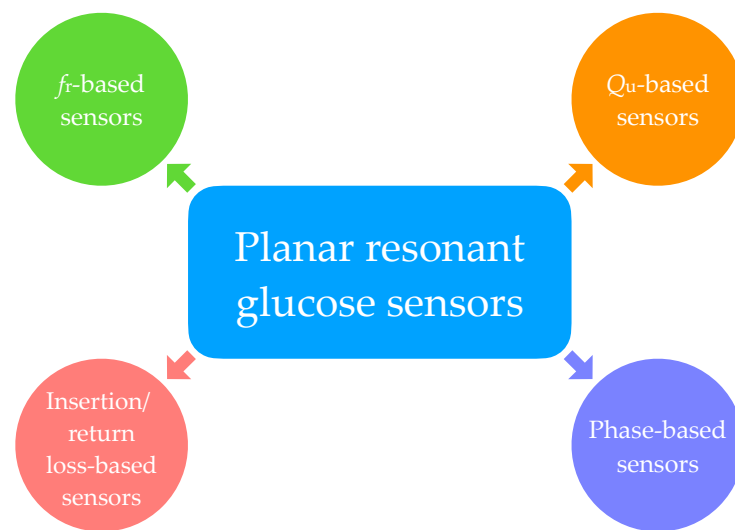 fr-based
sensors
Qu-based
sensors
Planar resonant
glucose sensors
Insertion/
return
loss-based
sensors
Phase-based
sensors